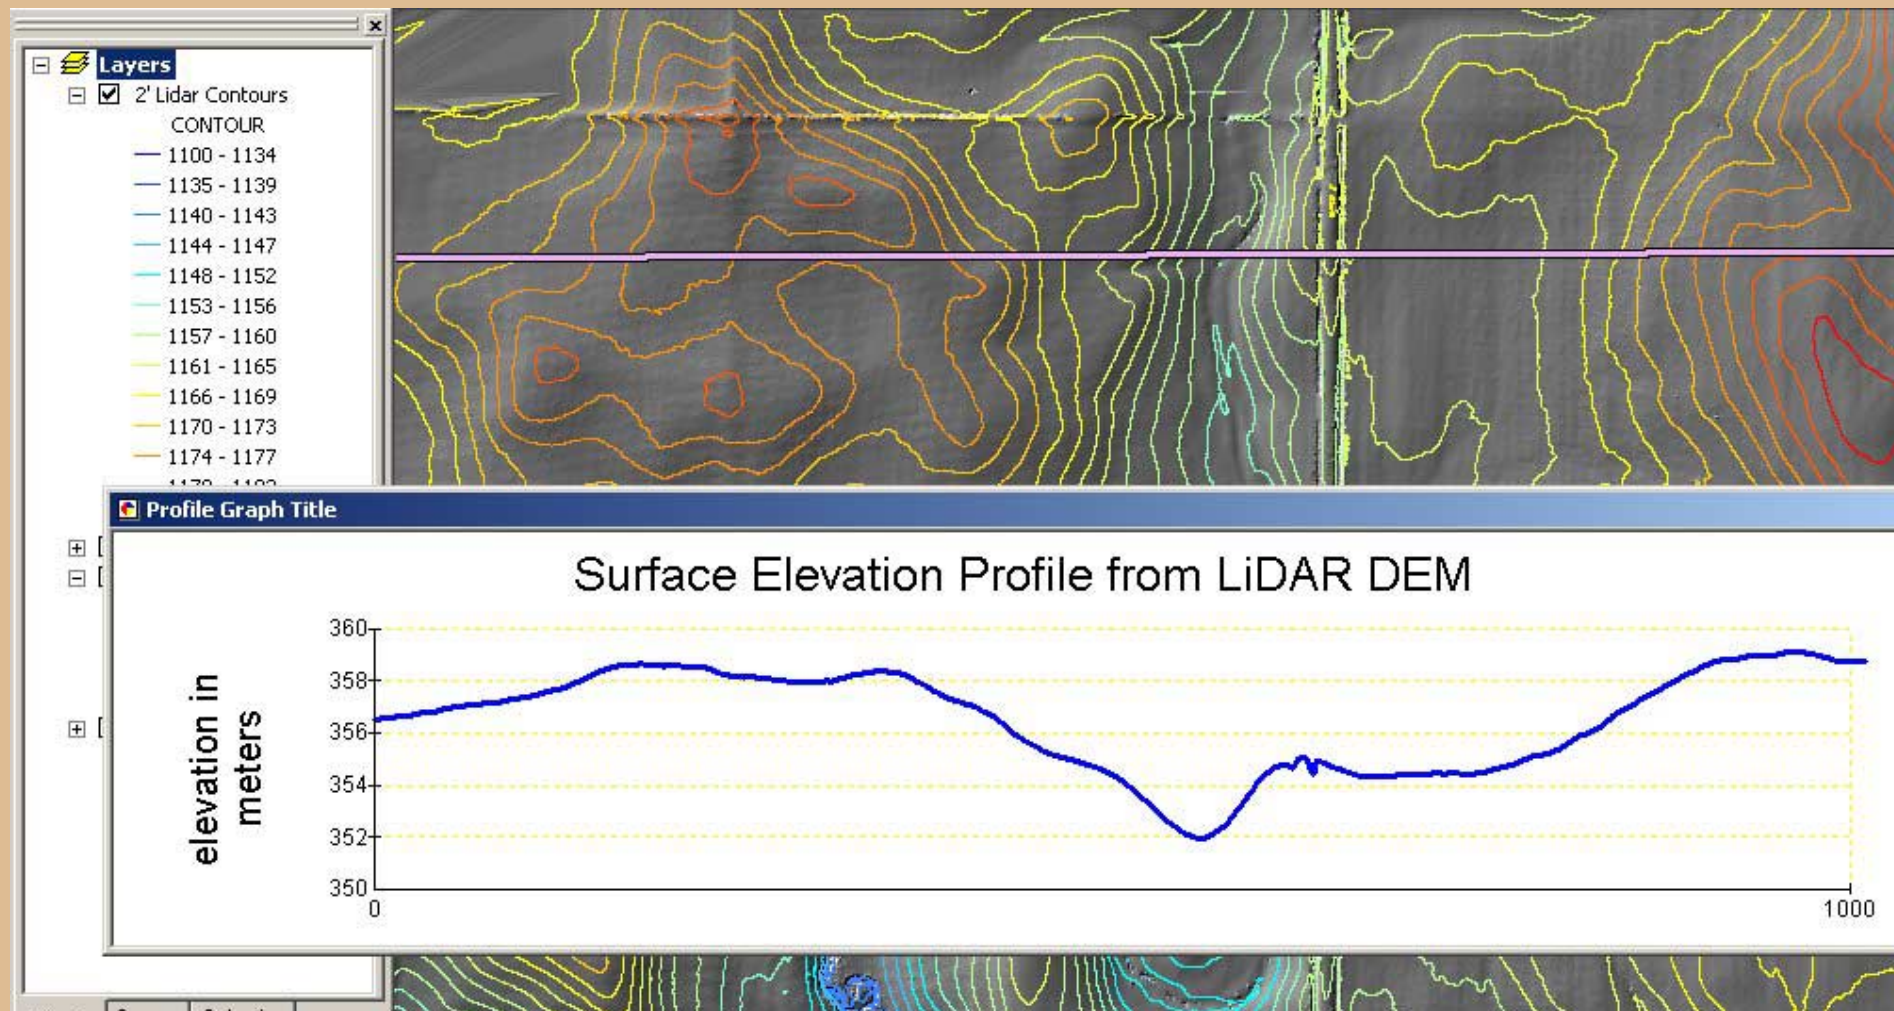 Layers
2' Lidar Contours
CONTOUR
1100 - 1134
1135 - 1139
1140 - 1143
1144 - 1147
1148 - 1152
1153 - 1156
1157 - 1160
1161 - 1165
1166 - 1169
1170 - 1173
1174 - 1177
Profile Graph Title
Surface Elevation Profile from LiDAR DEM
elevation in
meters
360
358
356
354
352
350
0
1000